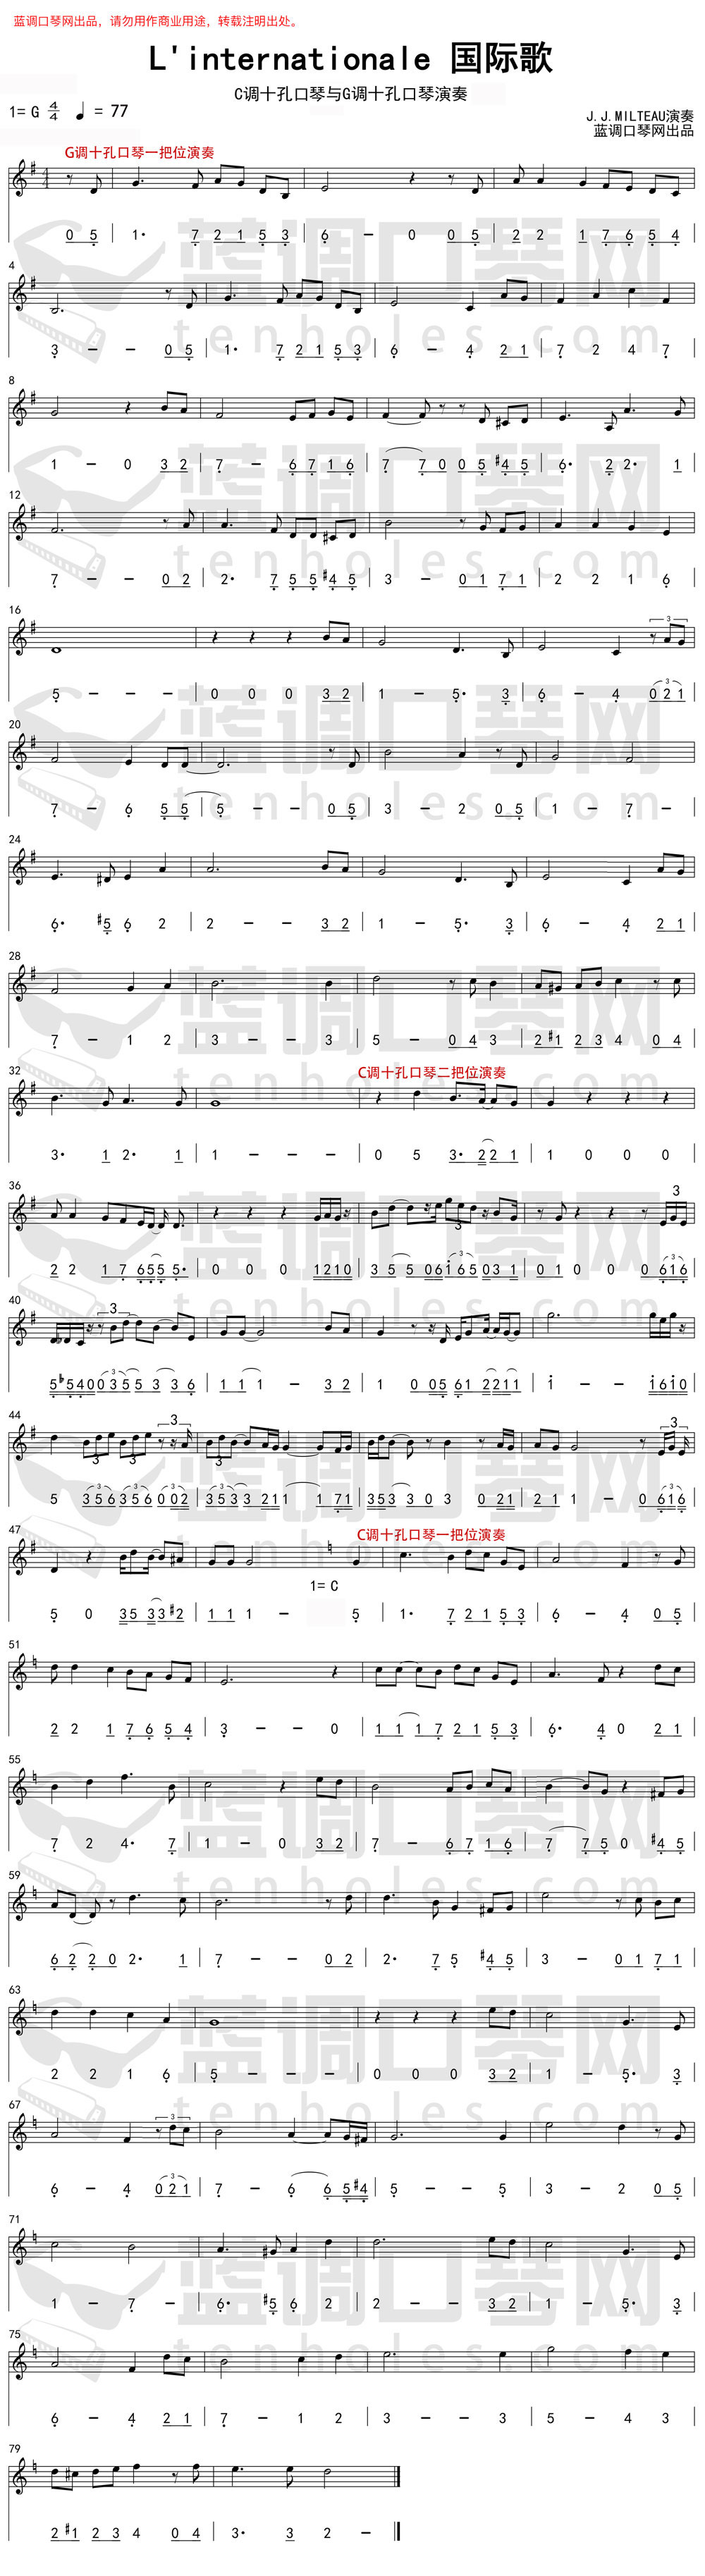 蓝调口琴网出品，请勿用作商业用途，转载注明出处。
L'internationale 国际歌
C调十孔口琴与G调十孔口琴演奏
1= G 4/4 ♩ = 77
J.J.MILTEAU演奏
蓝调口琴网出品
G调十孔口琴一把位演奏
0 5 | 1· 7 2 1 5 3 | 6 － 0 0 5 | 2 2 1 7 6 5 4 |
4
3 － － 0 5 | 1· 7 2 1 5 3 | 6 － 4 2 1 | 7 2 4 7 |
8
1 － 0 3 2 | 7 － 6 7 1 6 | 7 7 0 0 5 #4 5 | 6· 2 2· 1 |
12
7 － － 0 2 | 2· 7 5 5 #4 5 | 3 － 0 1 7 1 | 2 2 1 6 |
16
5 － － － | 0 0 0 3 2 | 1 － 5· 3 | 6 － 4 0 2 1 |
20
7 － 6 5 5 | 5 － － 0 5 | 3 － 2 0 5 | 1 － 7 － |
24
6· #5 6 2 | 2 － － 3 2 | 1 － 5· 3 | 6 － 4 2 1 |
28
7 － 1 2 | 3 － － 3 | 5 － 0 4 3 | 2 #1 2 3 4 0 4 |
C调十孔口琴二把位演奏
32
3· 1 2· 1 | 1 － － － | 0 5 3· 2 2 1 | 1 0 0 0 |
36
2 2 1 7 6 5 5 5· | 0 0 0 1 2 1 0 | 3 5 5 0 6 1 6 5 0 3 1 | 0 1 0 0 0 6 1 6 |
40
5 b5 4 0 0 3 5 5 3 3 6 | 1 1 1 － 3 2 | 1 0 0 5 6 1 2 2 1 1 | 1 － － 1 6 1 0 |
44
5 3 5 6 3 5 6 0 0 2 | 3 5 3 3 2 1 1 1 7 1 | 3 5 3 3 0 3 0 2 1 | 2 1 1 － 0 6 1 6 |
C调十孔口琴一把位演奏
47
1= C
5 0 3 5 3 3 #2 | 1 1 1 － 5 | 1· 7 2 1 5 3 | 6 － 4 0 5 |
51
2 2 1 7 6 5 4 | 3 － － 0 | 1 1 1 7 2 1 5 3 | 6· 4 0 2 1 |
55
7 2 4· 7 | 1 － 0 3 2 | 7 － 6 7 1 6 | 7 7 5 0 #4 5 |
59
6 2 2 0 2· 1 | 7 － － 0 2 | 2· 7 5 #4 5 | 3 － 0 1 7 1 |
63
2 2 1 6 | 5 － － － | 0 0 0 3 2 | 1 － 5· 3 |
67
6 － 4 0 2 1 | 7 － 6 6 5 #4 | 5 － － 5 | 3 － 2 0 5 |
71
1 － 7 － | 6· #5 6 2 | 2 － － 3 2 | 1 － 5· 3 |
75
6 － 4 2 1 | 7 － 1 2 | 3 － － 3 | 5 － 4 3 |
79
2 #1 2 3 4 0 4 | 3· 3 2 － |